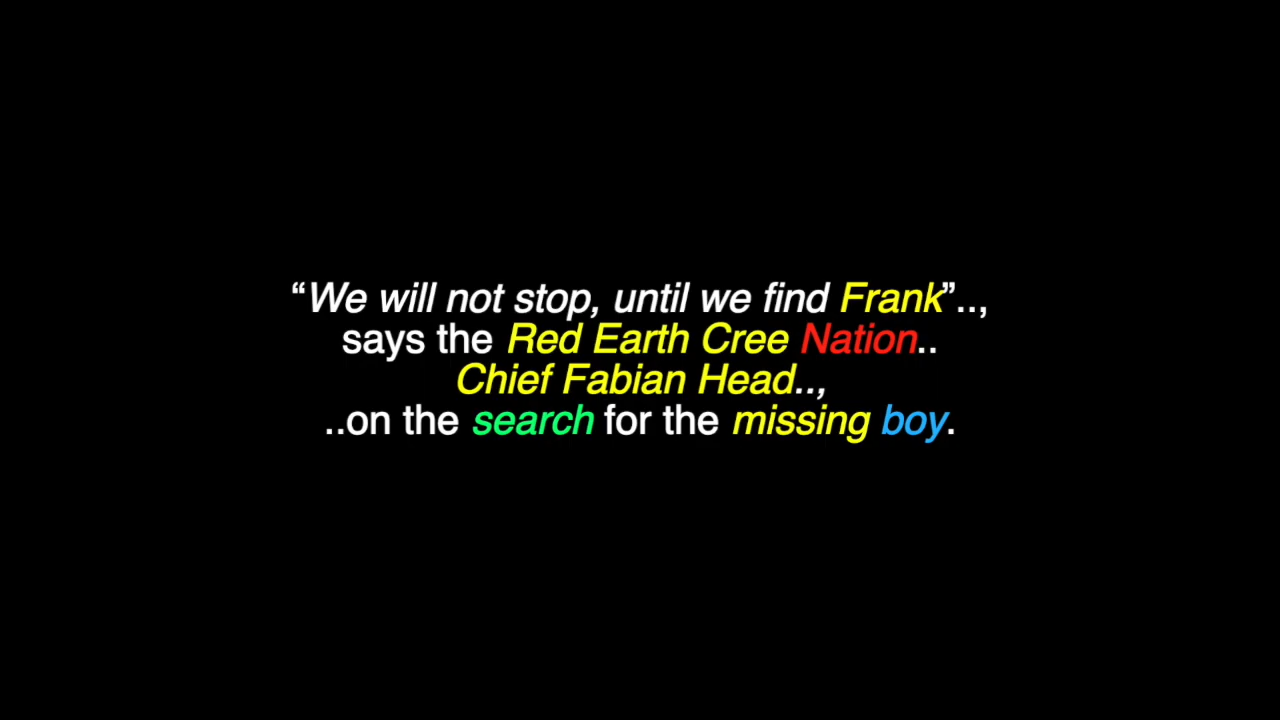 “We will not stop, until we find Frank”..,
says the Red Earth Cree Nation..
Chief Fabian Head..,
..on the search for the missing boy.